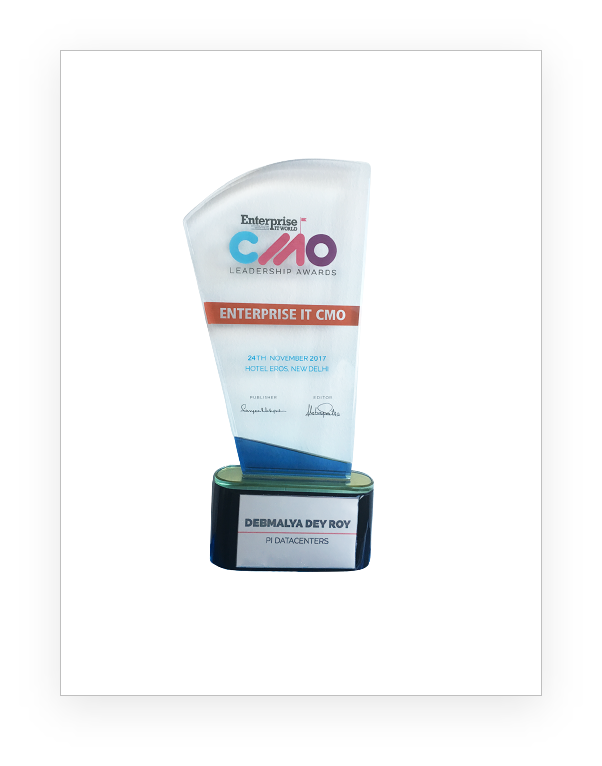 Enterprise
IT WORLD
CMO
LEADERSHIP AWARDS
ENTERPRISE IT CMO
24TH NOVEMBER 2017
HOTEL EROS, NEW DELHI
PUBLISHER EDITOR
DEBMALYA DEY ROY
PI DATACENTERS